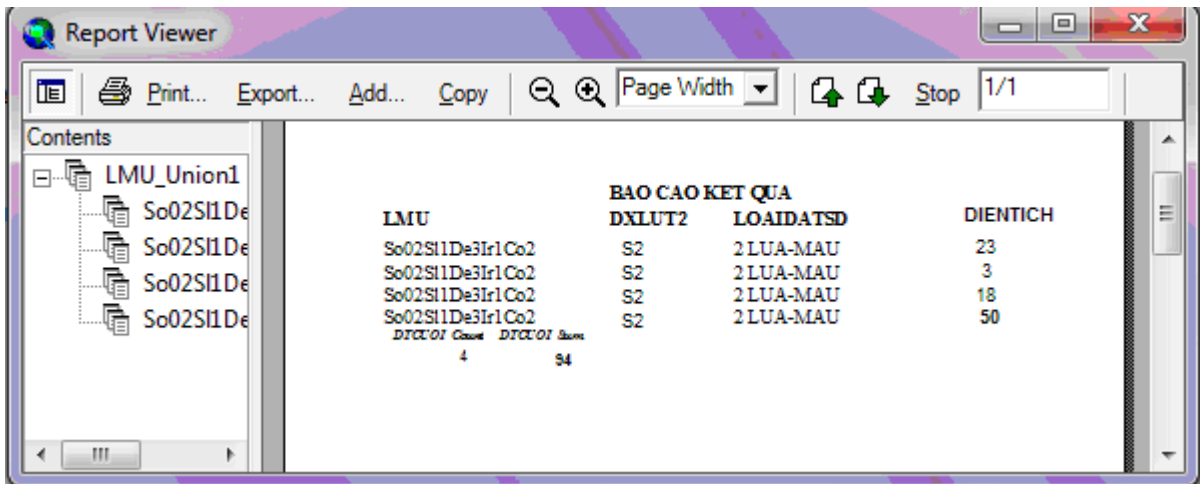 Report Viewer
Print... Export... Add... Copy Page Width Stop 1/1
Contents
LMU_Union1
So02Sl1De
So02Sl1De
So02Sl1De
So02Sl1De
BAO CAO KET QUA
LMU DXLUT2 LOAIDATSD DIENTICH
So02Sl1De3Ir1Co2 S2 2 LUA-MAU 23
So02Sl1De3Ir1Co2 S2 2 LUA-MAU 3
So02Sl1De3Ir1Co2 S2 2 LUA-MAU 18
So02Sl1De3Ir1Co2 S2 2 LUA-MAU 50
DTCUOI Count DTCUOI Sum
4 94